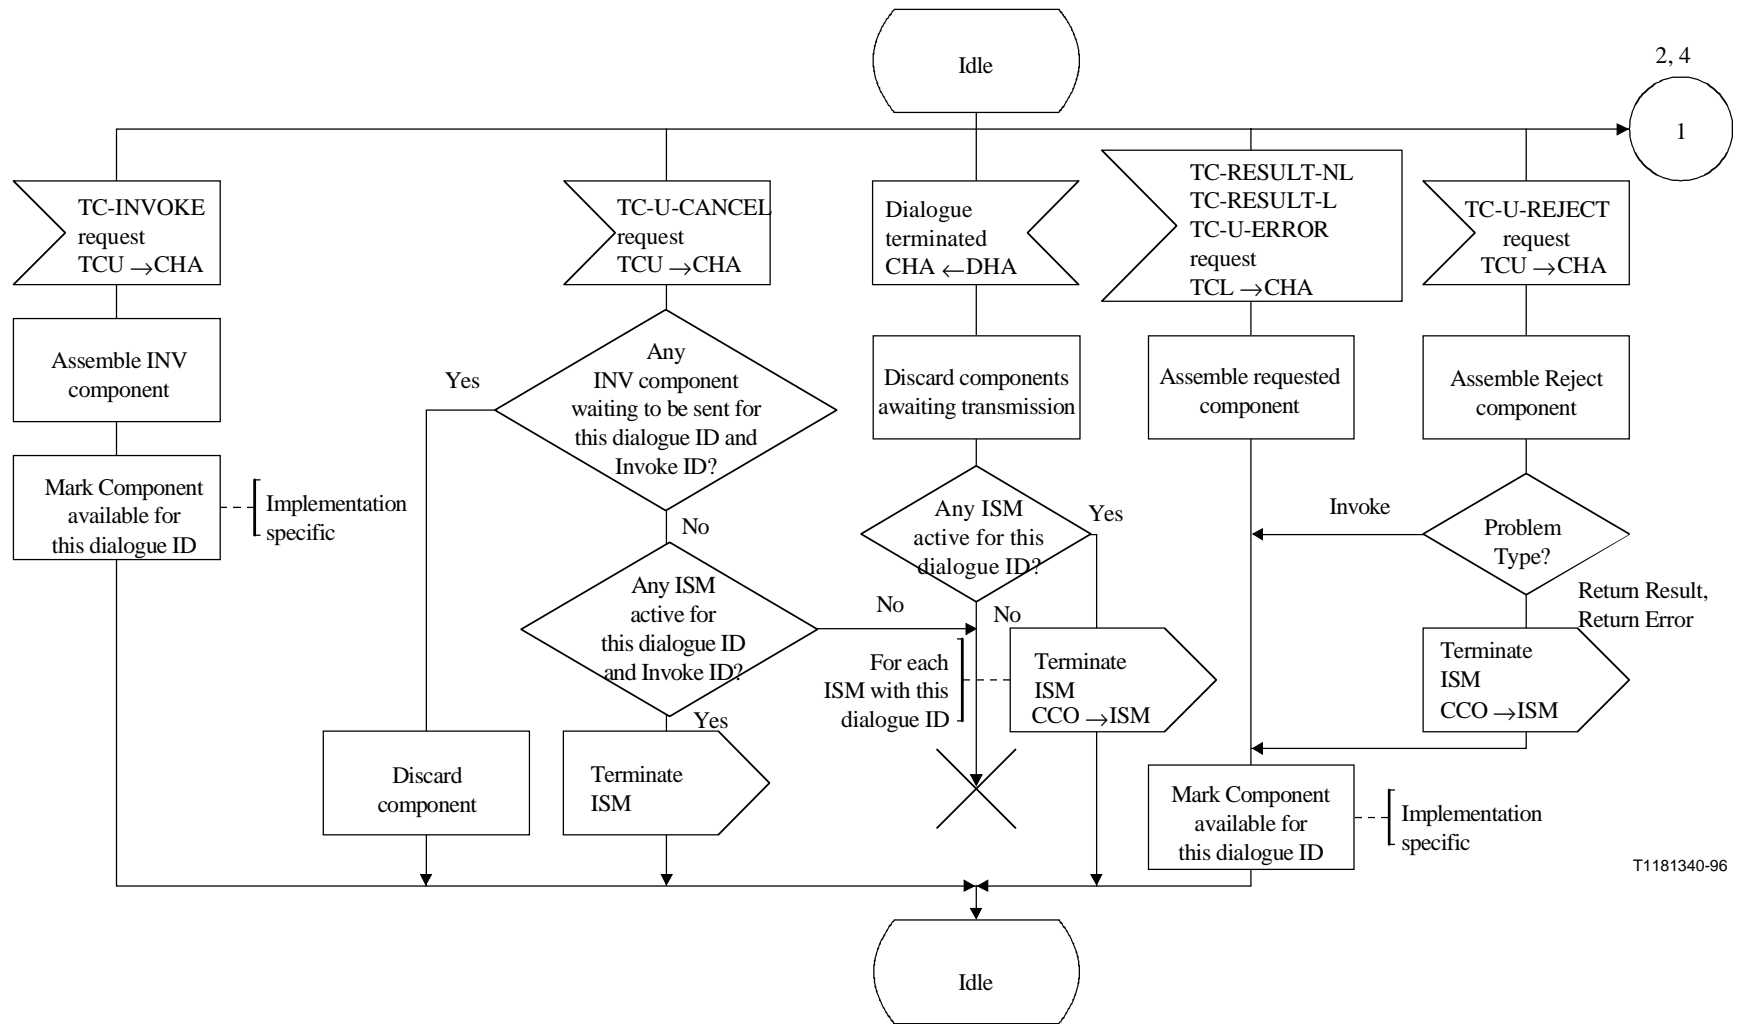 Idle
2, 4
1
TC-INVOKE
request
TCU →CHA
Assemble INV
component
Mark Component
available for
this dialogue ID
Implementation
specific
TC-U-CANCEL
request
TCU →CHA
Any
INV component
waiting to be sent for
this dialogue ID and
Invoke ID?
Yes
No
Any ISM
active for
this dialogue ID
and Invoke ID?
No
Yes
Discard
component
Terminate
ISM
Dialogue
terminated
CHA ←DHA
Discard components
awaiting transmission
Any ISM
active for this
dialogue ID?
Yes
No
For each
ISM with this
dialogue ID
Terminate
ISM
CCO →ISM
TC-RESULT-NL
TC-RESULT-L
TC-U-ERROR
request
TCL →CHA
Assemble requested
component
TC-U-REJECT
request
TCU →CHA
Assemble Reject
component
Invoke
Problem
Type?
Return Result,
Return Error
Terminate
ISM
CCO →ISM
Mark Component
available for
this dialogue ID
Implementation
specific
T1181340-96
Idle